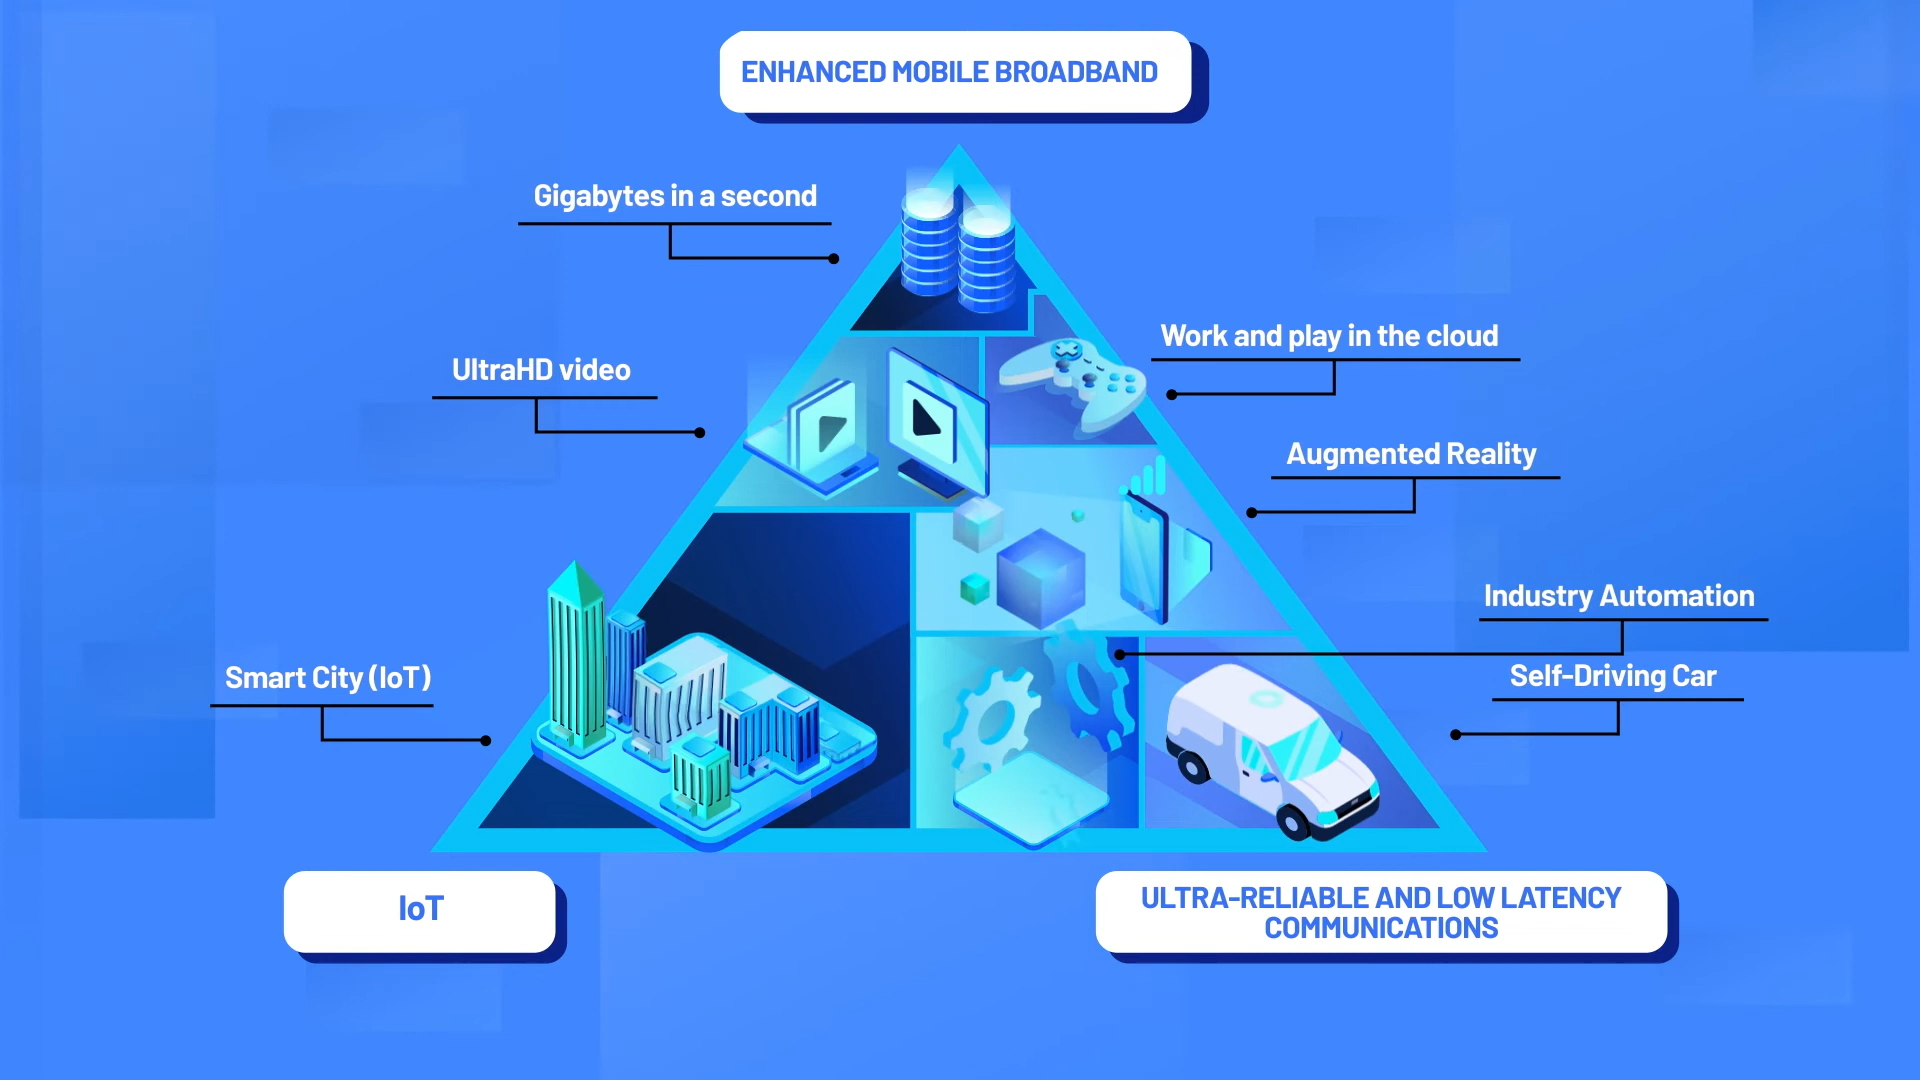 ENHANCED MOBILE BROADBAND
Gigabytes in a second
Work and play in the cloud
UltraHD video
Augmented Reality
Industry Automation
Smart City (IoT)
Self-Driving Car
IoT
ULTRA-RELIABLE AND LOW LATENCY
COMMUNICATIONS